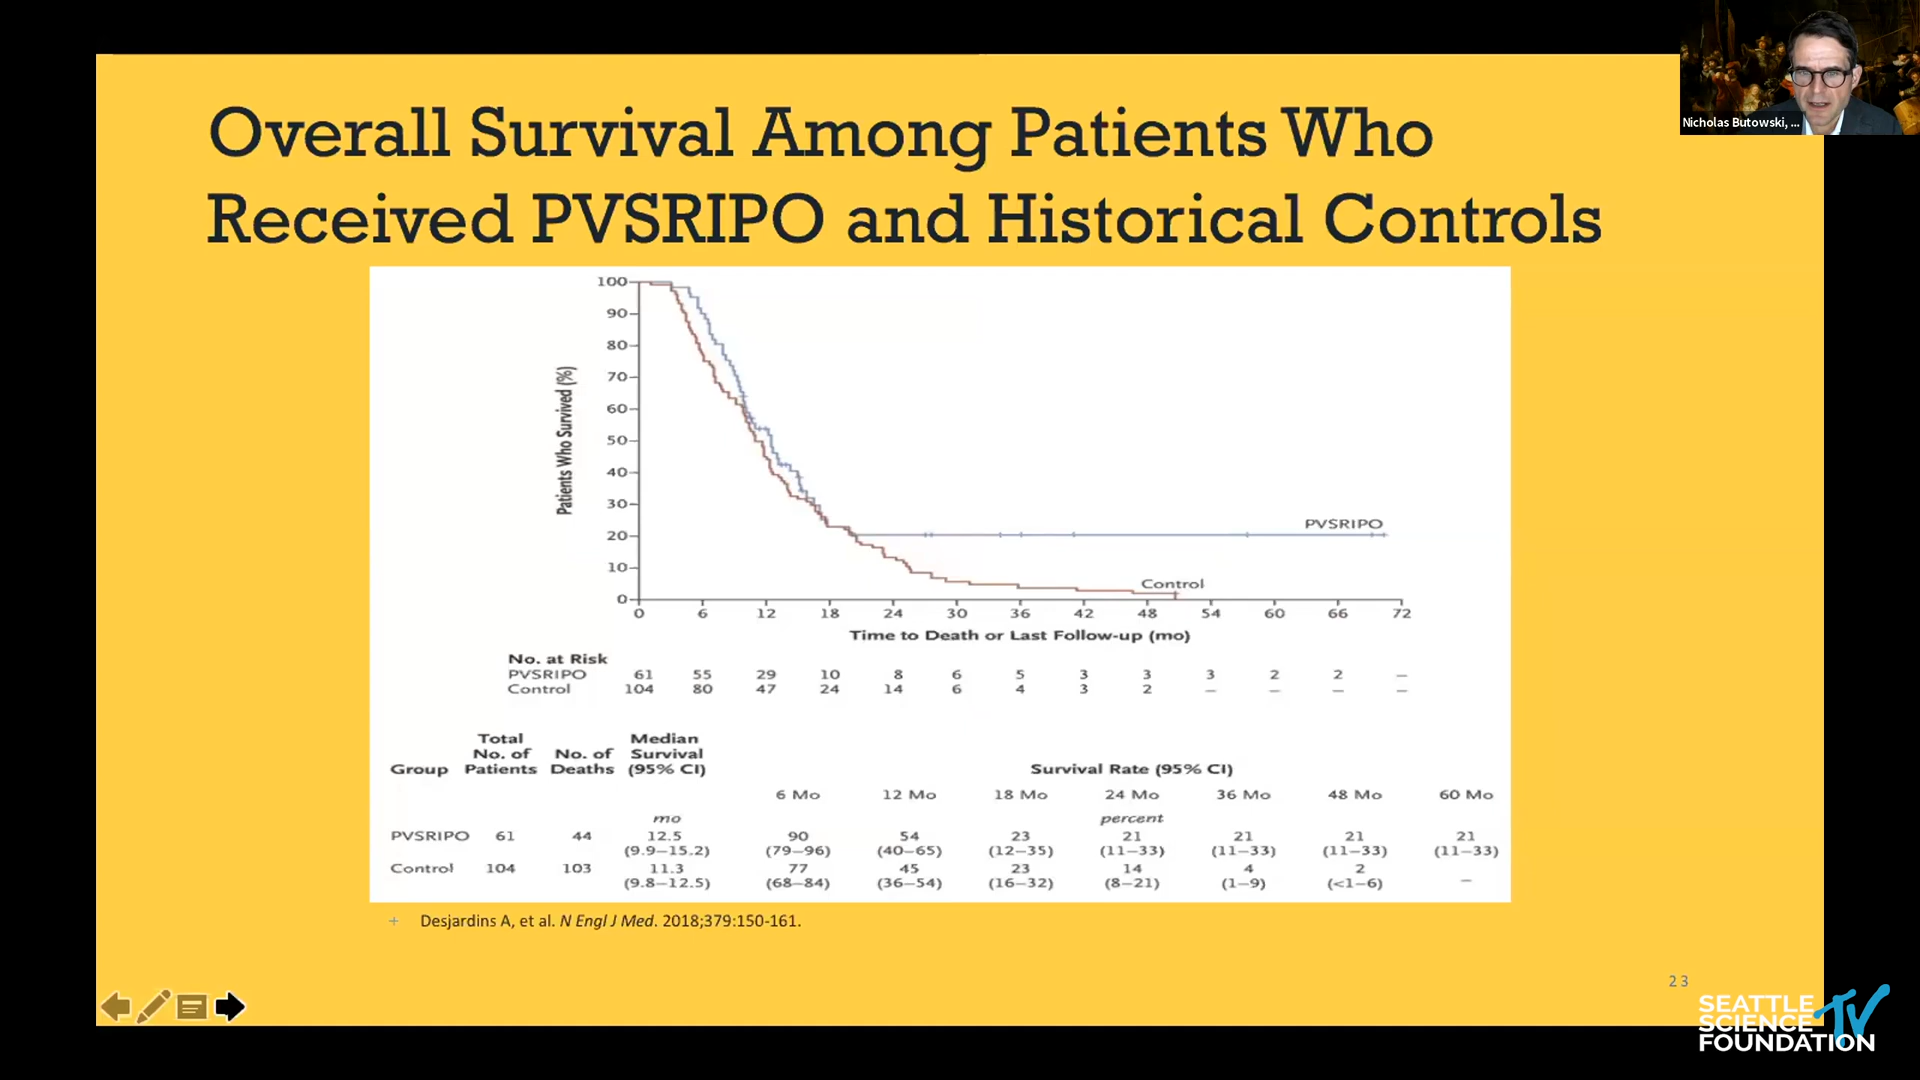 Overall Survival Among Patients Who
Received PVSRIPO and Historical Controls
Nicholas Butowski, ...
100
90
80
70
60
50
40
30
20
10
0
Patients Who Survived (%)
PVSRIPO
Control
0 6 12 18 24 30 36 42 48 54 60 66 72
Time to Death or Last Follow-up (mo)
No. at Risk
PVSRIPO 61 55 29 10 8 6 5 3 3 3 2 2 –
Control 104 80 47 24 14 6 4 3 2 – – – –
Total Median
No. of No. of Survival
Group Patients Deaths (95% CI) Survival Rate (95% CI)
6 Mo 12 Mo 18 Mo 24 Mo 36 Mo 48 Mo 60 Mo
mo percent
PVSRIPO 61 44 12.5 90 54 23 21 21 21 21
(9.9–15.2) (79–96) (40–65) (12–35) (11–33) (11–33) (11–33) (11–33)
Control 104 103 11.3 77 45 23 14 4 2 –
(9.8–12.5) (68–84) (36–54) (16–32) (8–21) (1–9) (<1–6)
+ Desjardins A, et al. N Engl J Med. 2018;379:150-161.
23
SEATTLE
SCIENCE TV
FOUNDATION